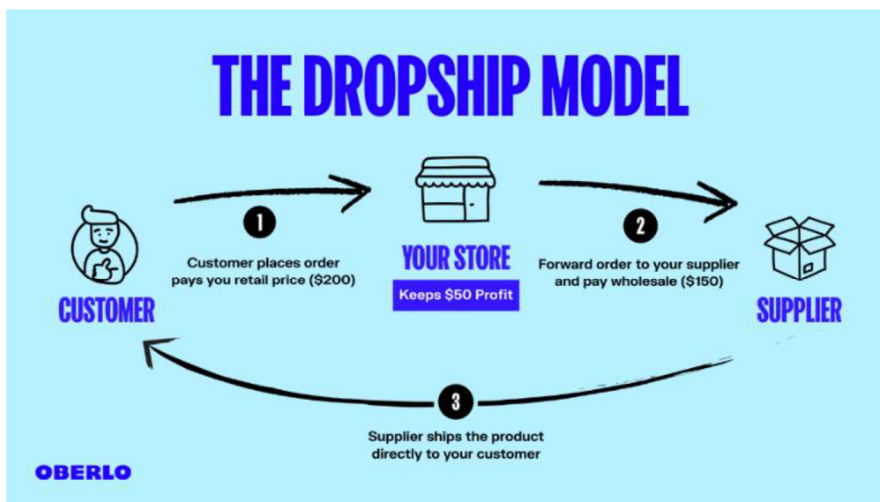 THE DROPSHIP MODEL
1
Customer places order
pays you retail price ($200)
CUSTOMER
YOUR STORE
Keeps $50 Profit
2
Forward order to your supplier
and pay wholesale ($150)
SUPPLIER
3
Supplier ships the product
directly to your customer
OBERLO